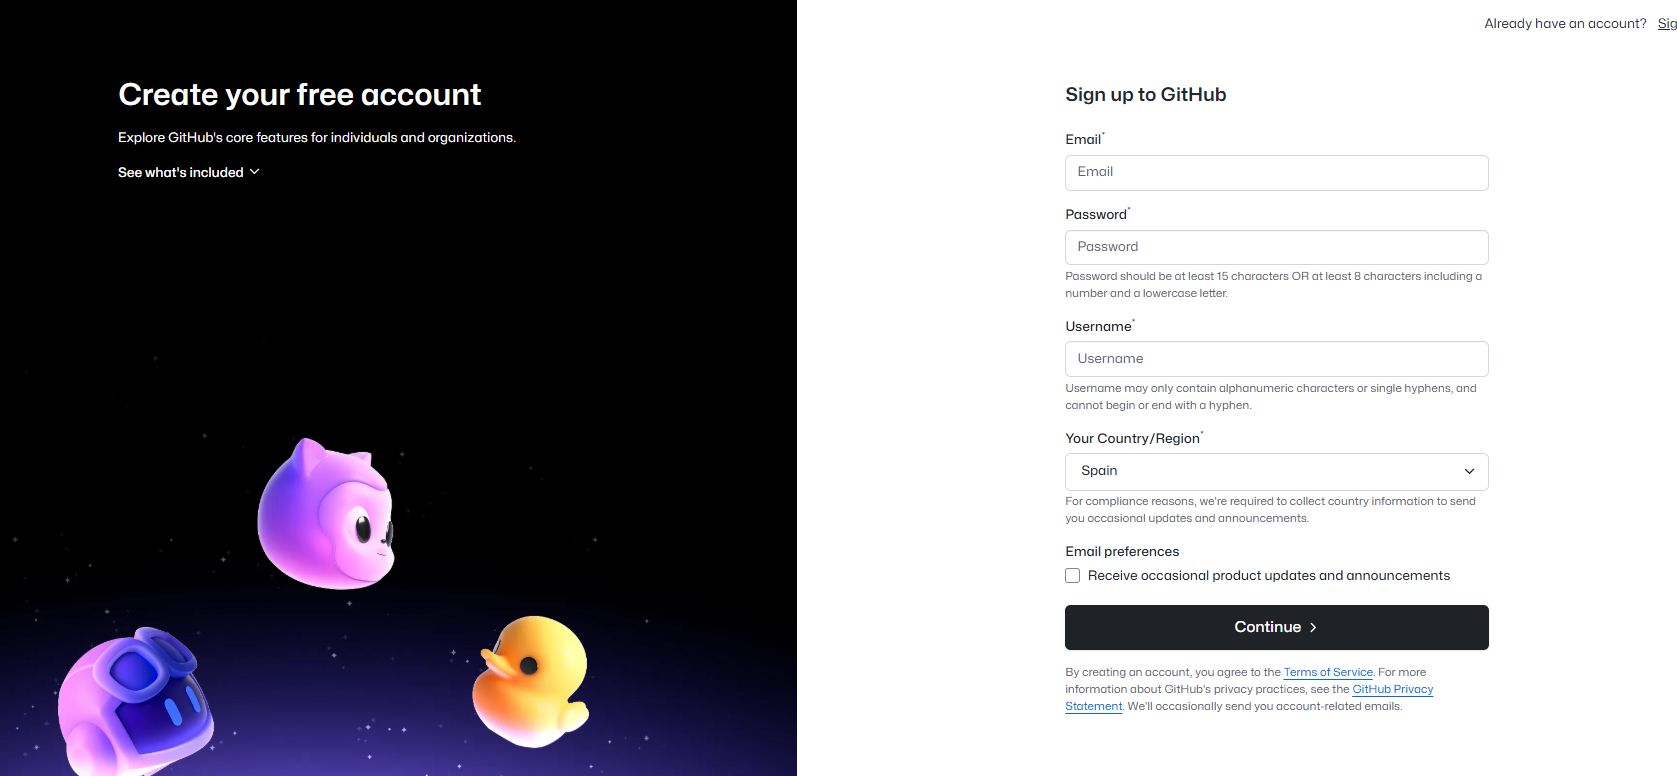 Already have an account? Sig
Create your free account
Explore GitHub's core features for individuals and organizations.
See what's included
Sign up to GitHub
Email*
Email
Password*
Password
Password should be at least 15 characters OR at least 8 characters including a
number and a lowercase letter.
Username*
Username
Username may only contain alphanumeric characters or single hyphens, and
cannot begin or end with a hyphen.
Your Country/Region*
Spain
For compliance reasons, we're required to collect country information to send
you occasional updates and announcements.
Email preferences
Receive occasional product updates and announcements
Continue
By creating an account, you agree to the Terms of Service. For more
information about GitHub's privacy practices, see the GitHub Privacy
Statement. We'll occasionally send you account-related emails.